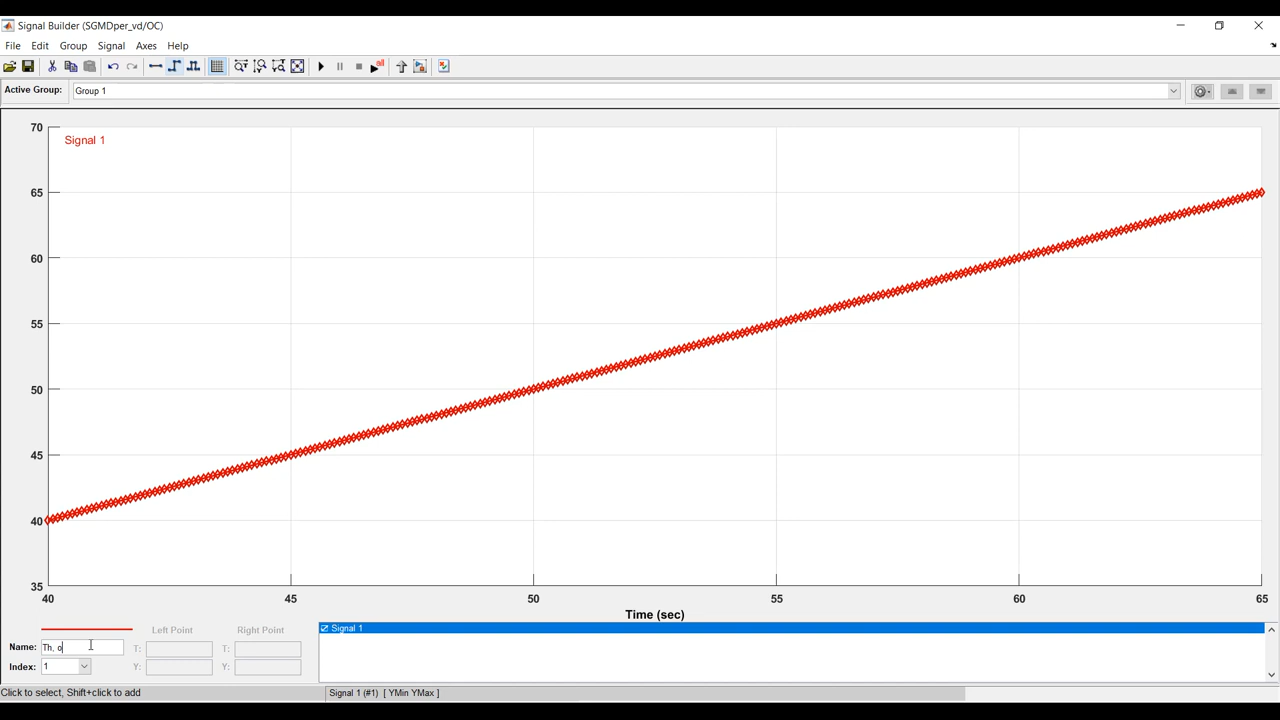 Signal Builder (SGMDper_vd/OC)
File Edit Group Signal Axes Help
all
Active Group: Group 1
70
Signal 1
65
60
55
50
45
40
35
40 45 50 55 60 65
Time (sec)
Left Point Right Point Signal 1
Name: Th, o T: T:
Index: 1 Y: Y:
Click to select, Shift+click to add Signal 1 (#1) [ YMin YMax ]